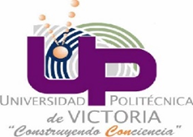 UP
UNIVERSIDAD POLITÉCNICA
de VICTORIA
"Construyendo Conciencia"